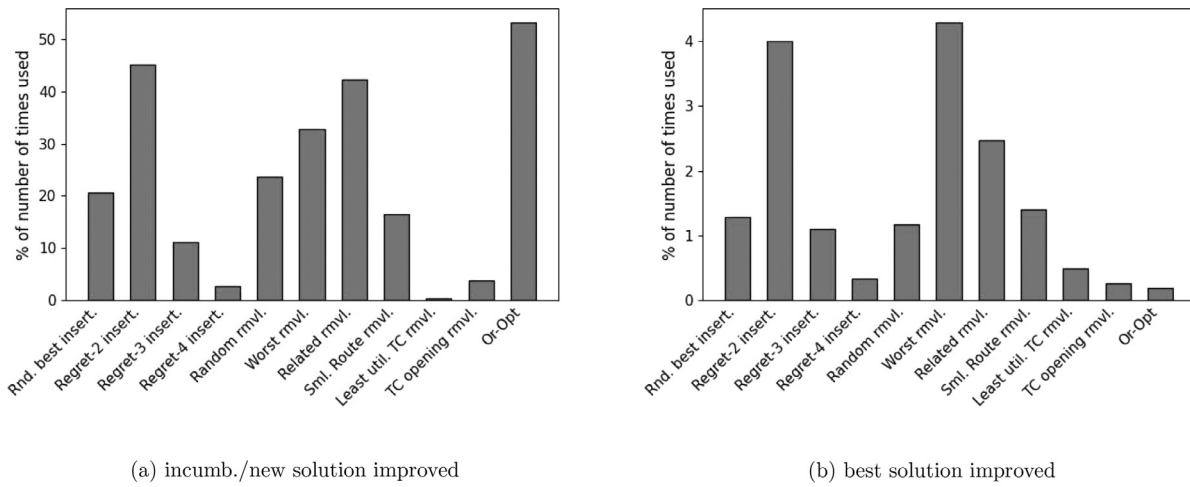 % of number of times used
50
40
30
20
10
0
Rnd. best insert.
Regret-2 insert.
Regret-3 insert.
Regret-4 insert.
Random rmvl.
Worst rmvl.
Related rmvl.
Sml. Route rmvl.
Least util. TC rmvl.
TC opening rmvl.
Or-Opt
(a) incumb./new solution improved
% of number of times used
4
3
2
1
0
Rnd. best insert.
Regret-2 insert.
Regret-3 insert.
Regret-4 insert.
Random rmvl.
Worst rmvl.
Related rmvl.
Sml. Route rmvl.
Least util. TC rmvl.
TC opening rmvl.
Or-Opt
(b) best solution improved